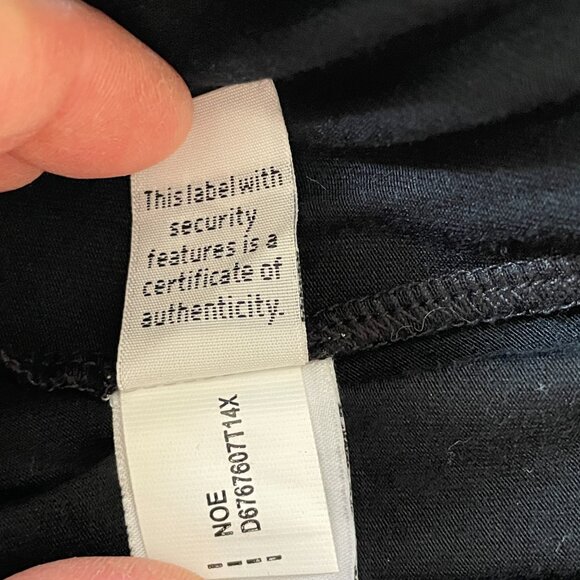 This label with
security
features is a
certificate of
authenticity.
NOE
D6767607T14X